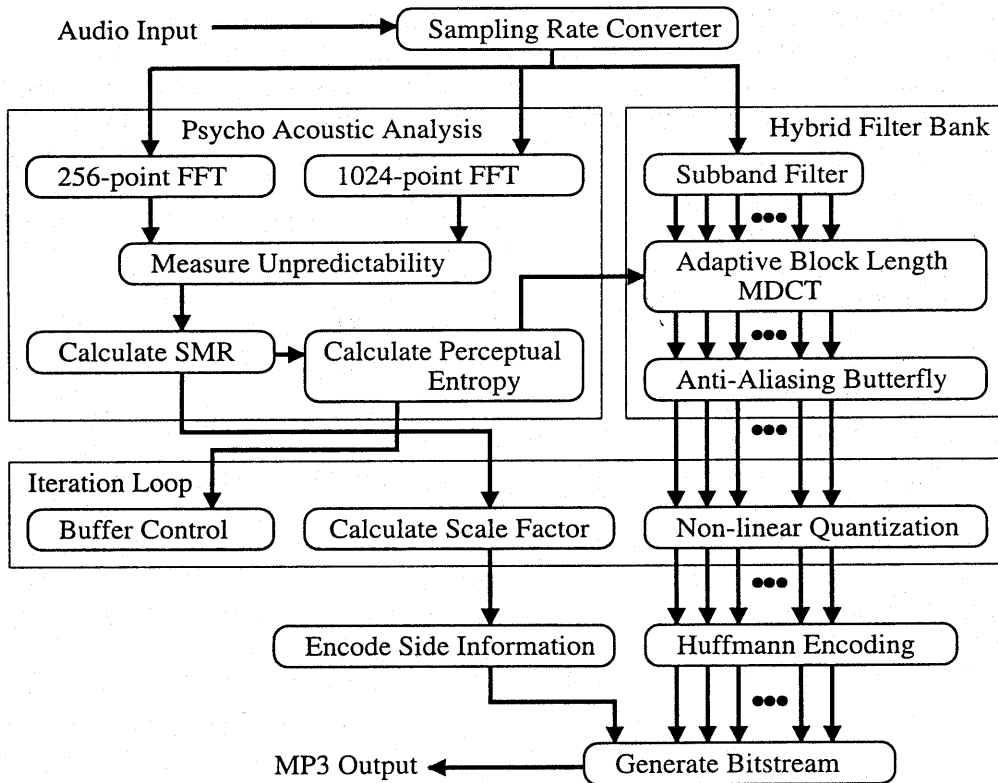 Audio Input
Sampling Rate Converter
Psycho Acoustic Analysis
Hybrid Filter Bank
256-point FFT
1024-point FFT
Subband Filter
Measure Unpredictability
Adaptive Block Length
MDCT
Calculate SMR
Calculate Perceptual
Entropy
Anti-Aliasing Butterfly
Iteration Loop
Buffer Control
Calculate Scale Factor
Non-linear Quantization
Encode Side Information
Huffmann Encoding
MP3 Output
Generate Bitstream